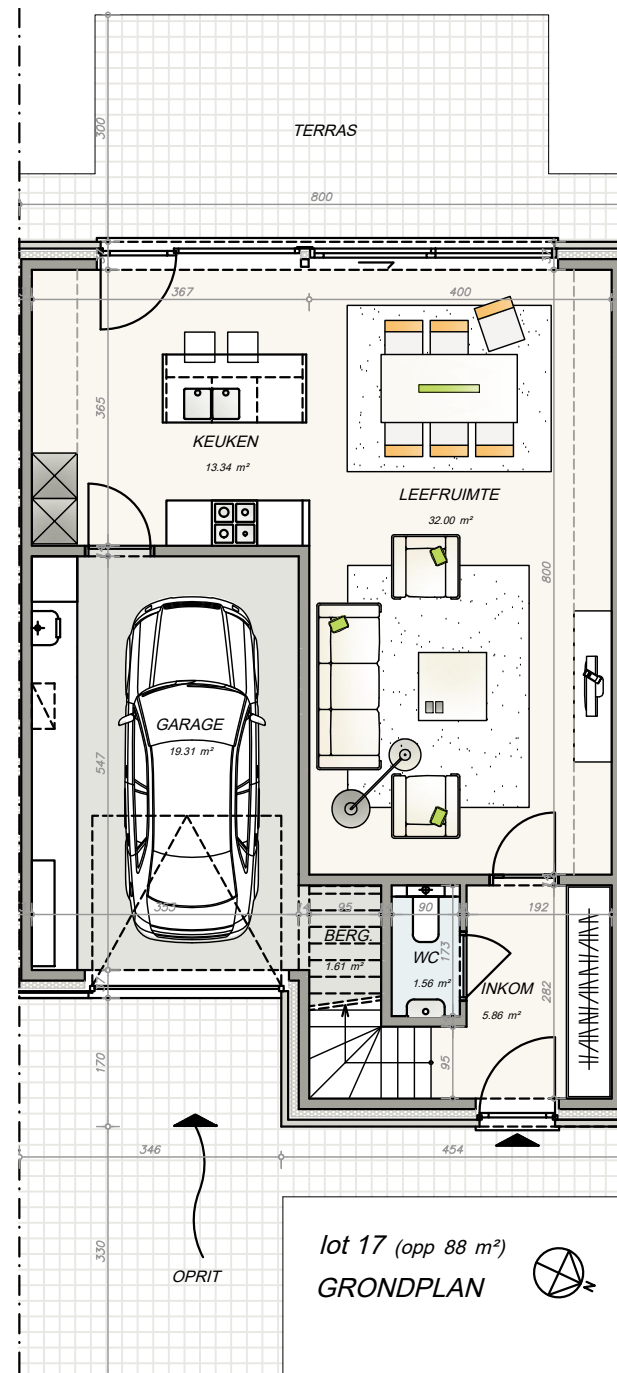 300
TERRAS
800
367
400
365
KEUKEN
13.34 m²
LEEFRUIMTE
32.00 m²
800
GARAGE
19.31 m²
547
353
95
90
192
BERG.
1.61 m²
173
WC
1.56 m²
INKOM
5.86 m²
282
95
170
346
454
330
OPRIT
lot 17 (opp 88 m²)
GRONDPLAN
N